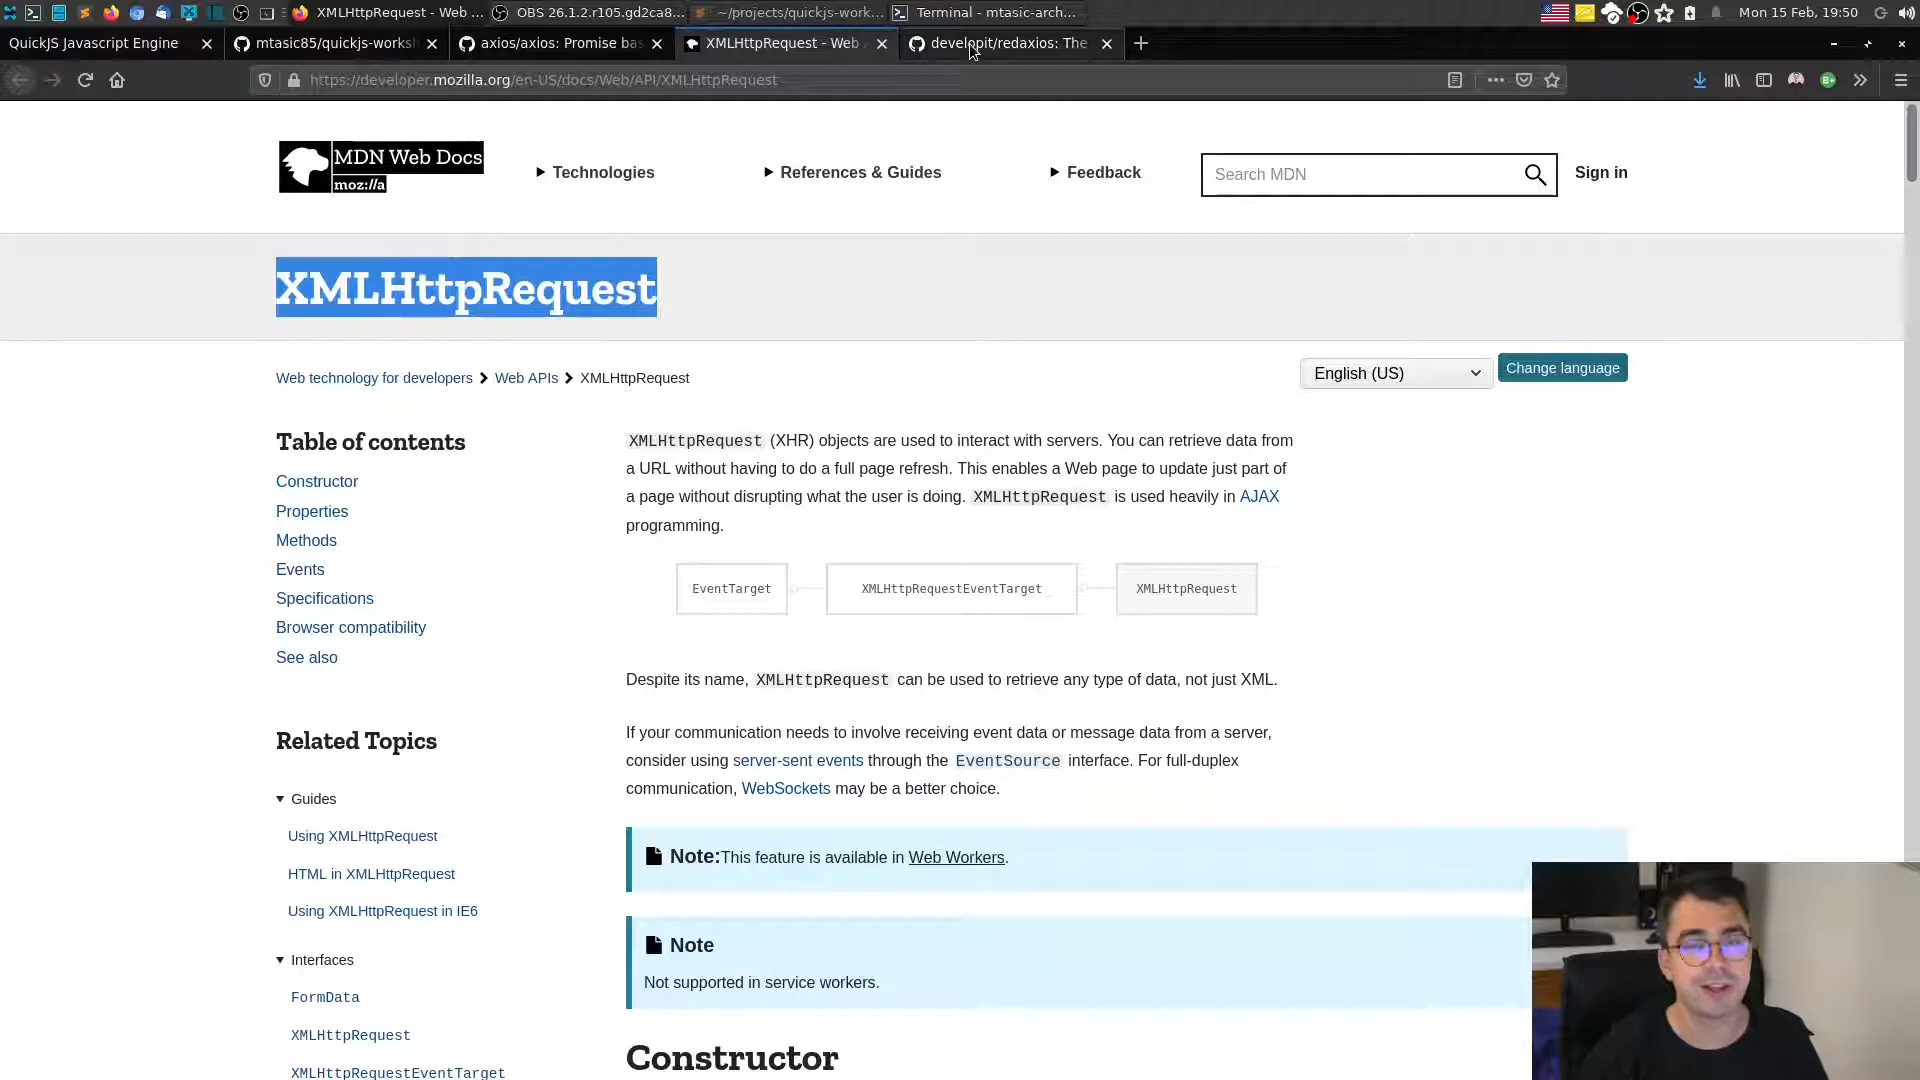 XMLHttpRequest - Web ...
OBS 26.1.2.r105.gd2ca8...
~/projects/quickjs-work...
Terminal - mtasic-arch...
Mon 15 Feb, 19:50
QuickJS Javascript Engine
mtasic85/quickjs-worksh
axios/axios: Promise bas
XMLHttpRequest - Web
developit/redaxios: The
https://developer.mozilla.org/en-US/docs/Web/API/XMLHttpRequest
MDN Web Docs
moz://a
Technologies
References & Guides
Feedback
Search MDN
Sign in
XMLHttpRequest
Web technology for developers
Web APIs
XMLHttpRequest
English (US)
Change language
Table of contents
Constructor
Properties
Methods
Events
Specifications
Browser compatibility
See also
Related Topics
Guides
Using XMLHttpRequest
HTML in XMLHttpRequest
Using XMLHttpRequest in IE6
Interfaces
FormData
XMLHttpRequest
XMLHttpRequestEventTarget
XMLHttpRequest (XHR) objects are used to interact with servers. You can retrieve data from
a URL without having to do a full page refresh. This enables a Web page to update just part of
a page without disrupting what the user is doing. XMLHttpRequest is used heavily in AJAX
programming.
EventTarget
XMLHttpRequestEventTarget
XMLHttpRequest
Despite its name, XMLHttpRequest can be used to retrieve any type of data, not just XML.
If your communication needs to involve receiving event data or message data from a server,
consider using server-sent events through the EventSource interface. For full-duplex
communication, WebSockets may be a better choice.
Note:This feature is available in Web Workers.
Note
Not supported in service workers.
Constructor